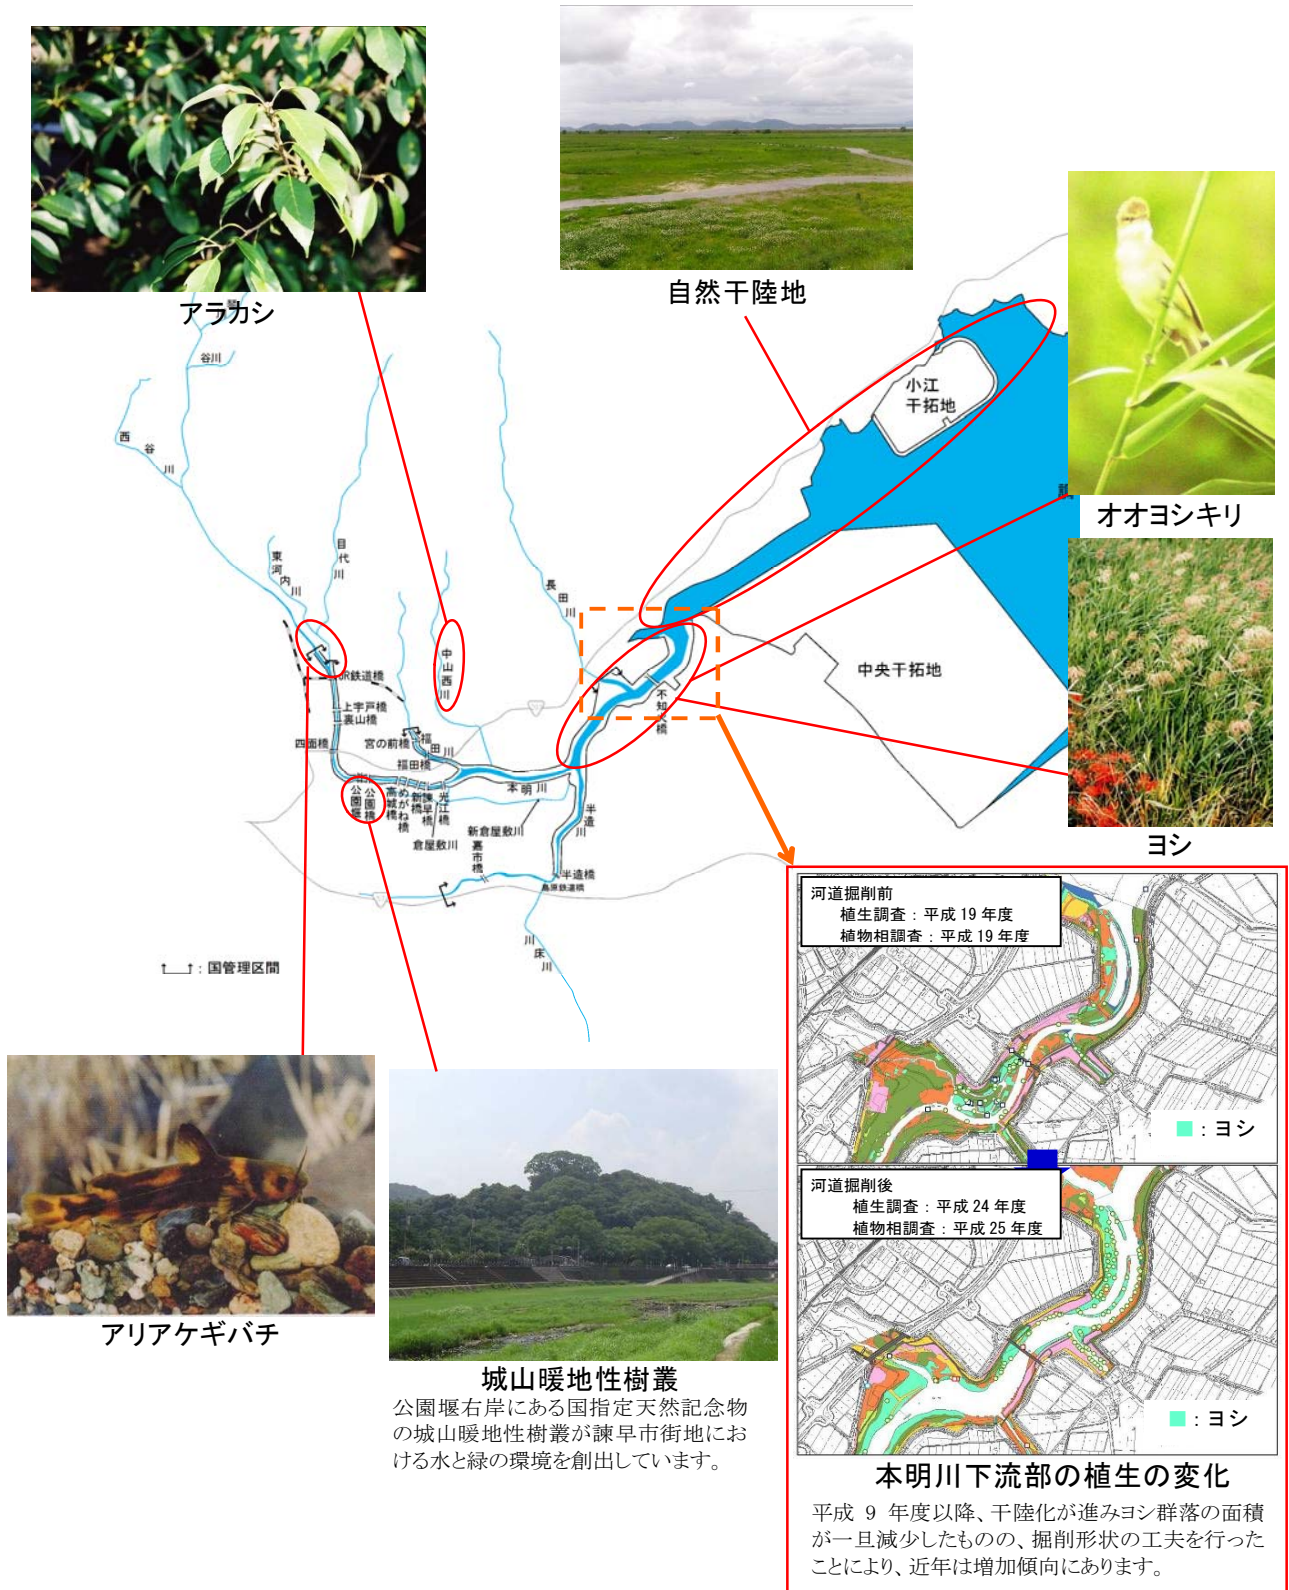 アラカシ
自然干陸地
オオヨシキリ
ヨシ
谷川
西谷川
目代川
東河内川
中山西川
長田川
小江
干拓地
中央干拓地
不知火橋
JR鉄道橋
上宇戸橋
裏山橋
四面橋
宮の前橋
福田川
福田橋
公園堰
公園橋
高城橋
めがね橋
新橋
諫早橋
光江橋
本明川
倉屋敷川
新倉屋敷川
半造川
嘉市橋
半造橋
島原鉄道橋
川床川
:国管理区間
アリアケギバチ
城山暖地性樹叢
公園堰右岸にある国指定天然記念物
の城山暖地性樹叢が諫早市街地にお
ける水と緑の環境を創出しています。
河道掘削前
植生調査:平成 19 年度
植物相調査:平成 19 年度
:ヨシ
河道掘削後
植生調査:平成 24 年度
植物相調査:平成 25 年度
:ヨシ
本明川下流部の植生の変化
平成 9 年度以降、干陸化が進みヨシ群落の面積
が一旦減少したものの、掘削形状の工夫を行った
ことにより、近年は増加傾向にあります。